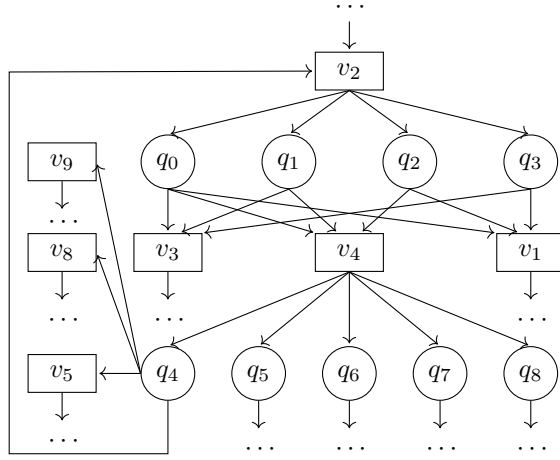 ...
v₂
v₉ q₀ q₁ q₂ q₃
...
v₈ v₃ v₄ v₁
... ... ...
v₅ q₄ q₅ q₆ q₇ q₈
... ... ... ... ...